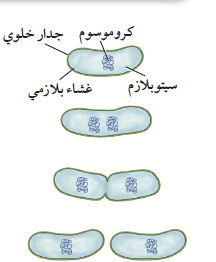 كروموسوم
جدار خلوي
سيتوبلازم
غشاء بلازمي